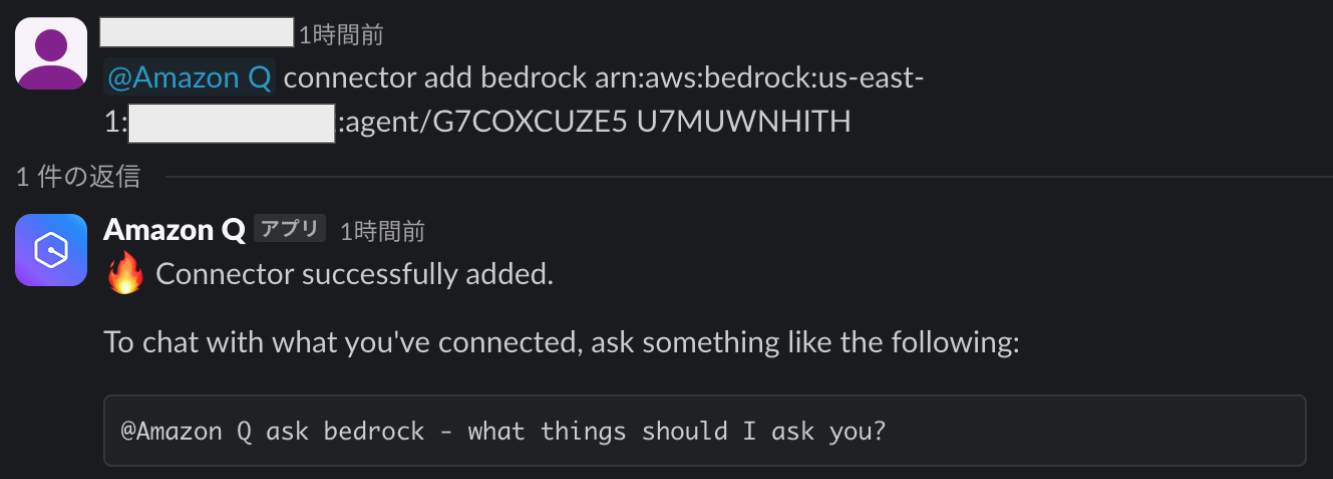 1時間前
@Amazon Q connector add bedrock arn:aws:bedrock:us-east-
1: :agent/G7COXCUZE5 U7MUWNHITH
1 件の返信
Amazon Q アプリ 1時間前
🔥 Connector successfully added.
To chat with what you've connected, ask something like the following:
@Amazon Q ask bedrock - what things should I ask you?